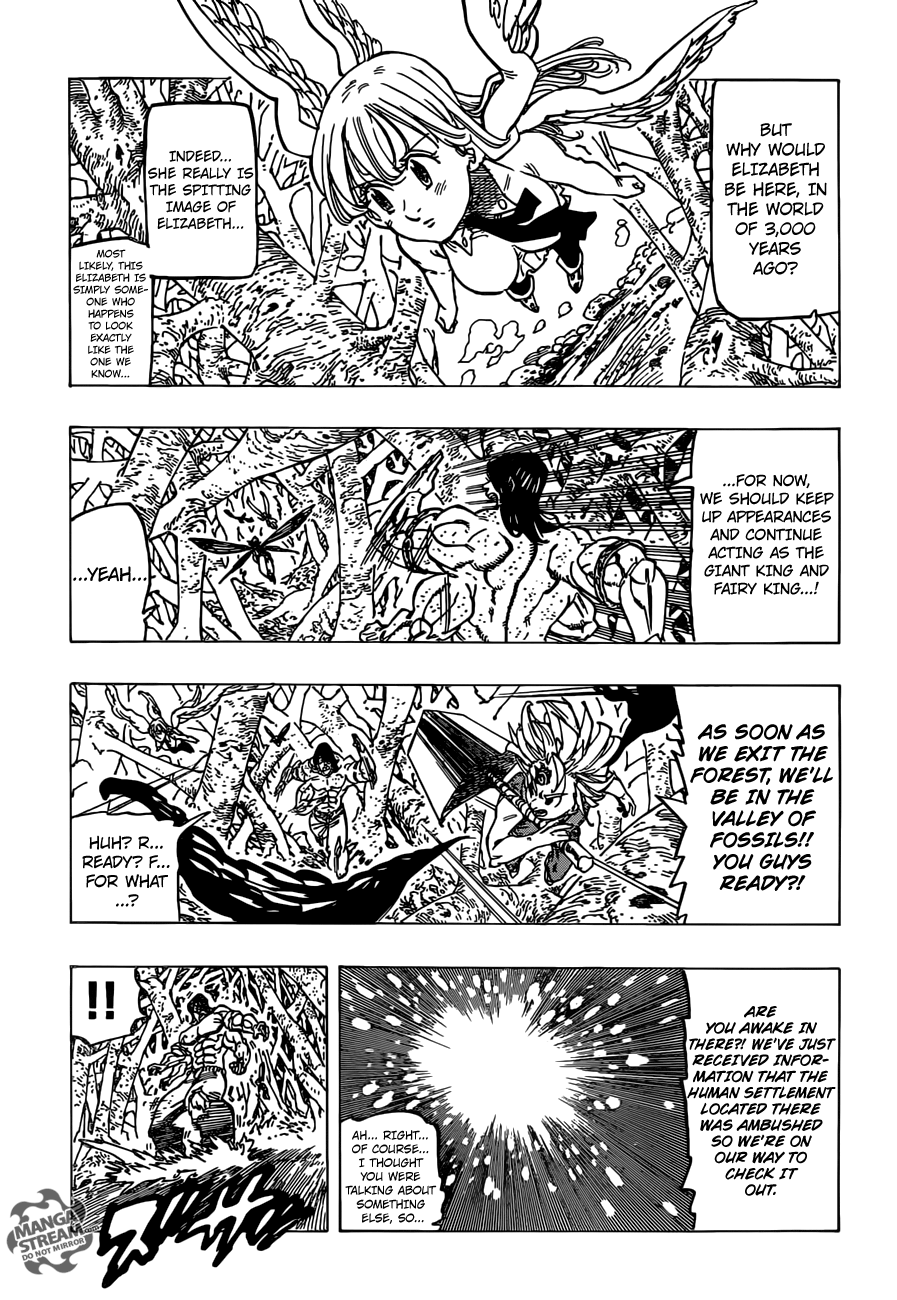 BUT
WHY WOULD
ELIZABETH
BE HERE, IN
THE WORLD
OF 3,000
YEARS
AGO?
INDEED...
SHE REALLY IS
THE SPITTING
IMAGE OF
ELIZABETH...
MOST
LIKELY, THIS
ELIZABETH IS
SIMPLY SOME-
ONE WHO
HAPPENS
TO LOOK
EXACTLY
LIKE THE
ONE WE
KNOW...
...FOR NOW,
WE SHOULD KEEP
UP APPEARANCES
AND CONTINUE
ACTING AS THE
GIANT KING AND
FAIRY KING...!
...YEAH...
AS SOON AS
WE EXIT THE
FOREST, WE'LL
BE IN THE
VALLEY OF
FOSSILS!!
YOU GUYS
READY?!
HUH? R...
READY? F...
FOR WHAT
...?
ARE
YOU AWAKE IN
THERE?! WE'VE JUST
RECEIVED INFOR-
MATION THAT THE
HUMAN SETTLEMENT
LOCATED THERE
WAS AMBUSHED
SO WE'RE ON
OUR WAY TO
CHECK IT
OUT.
AH... RIGHT...
OF COURSE...
I THOUGHT
YOU WERE
TALKING ABOUT
SOMETHING
ELSE, SO...
!!
MANGA
STREAM.com
DO NOT MIRROR